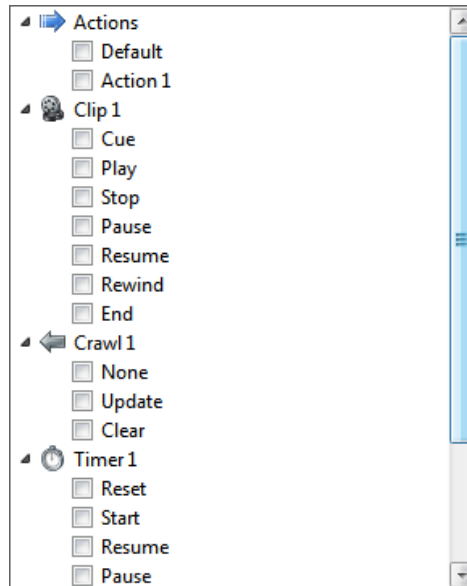 Actions
Default
Action 1
Clip 1
Cue
Play
Stop
Pause
Resume
Rewind
End
Crawl 1
None
Update
Clear
Timer 1
Reset
Start
Resume
Pause